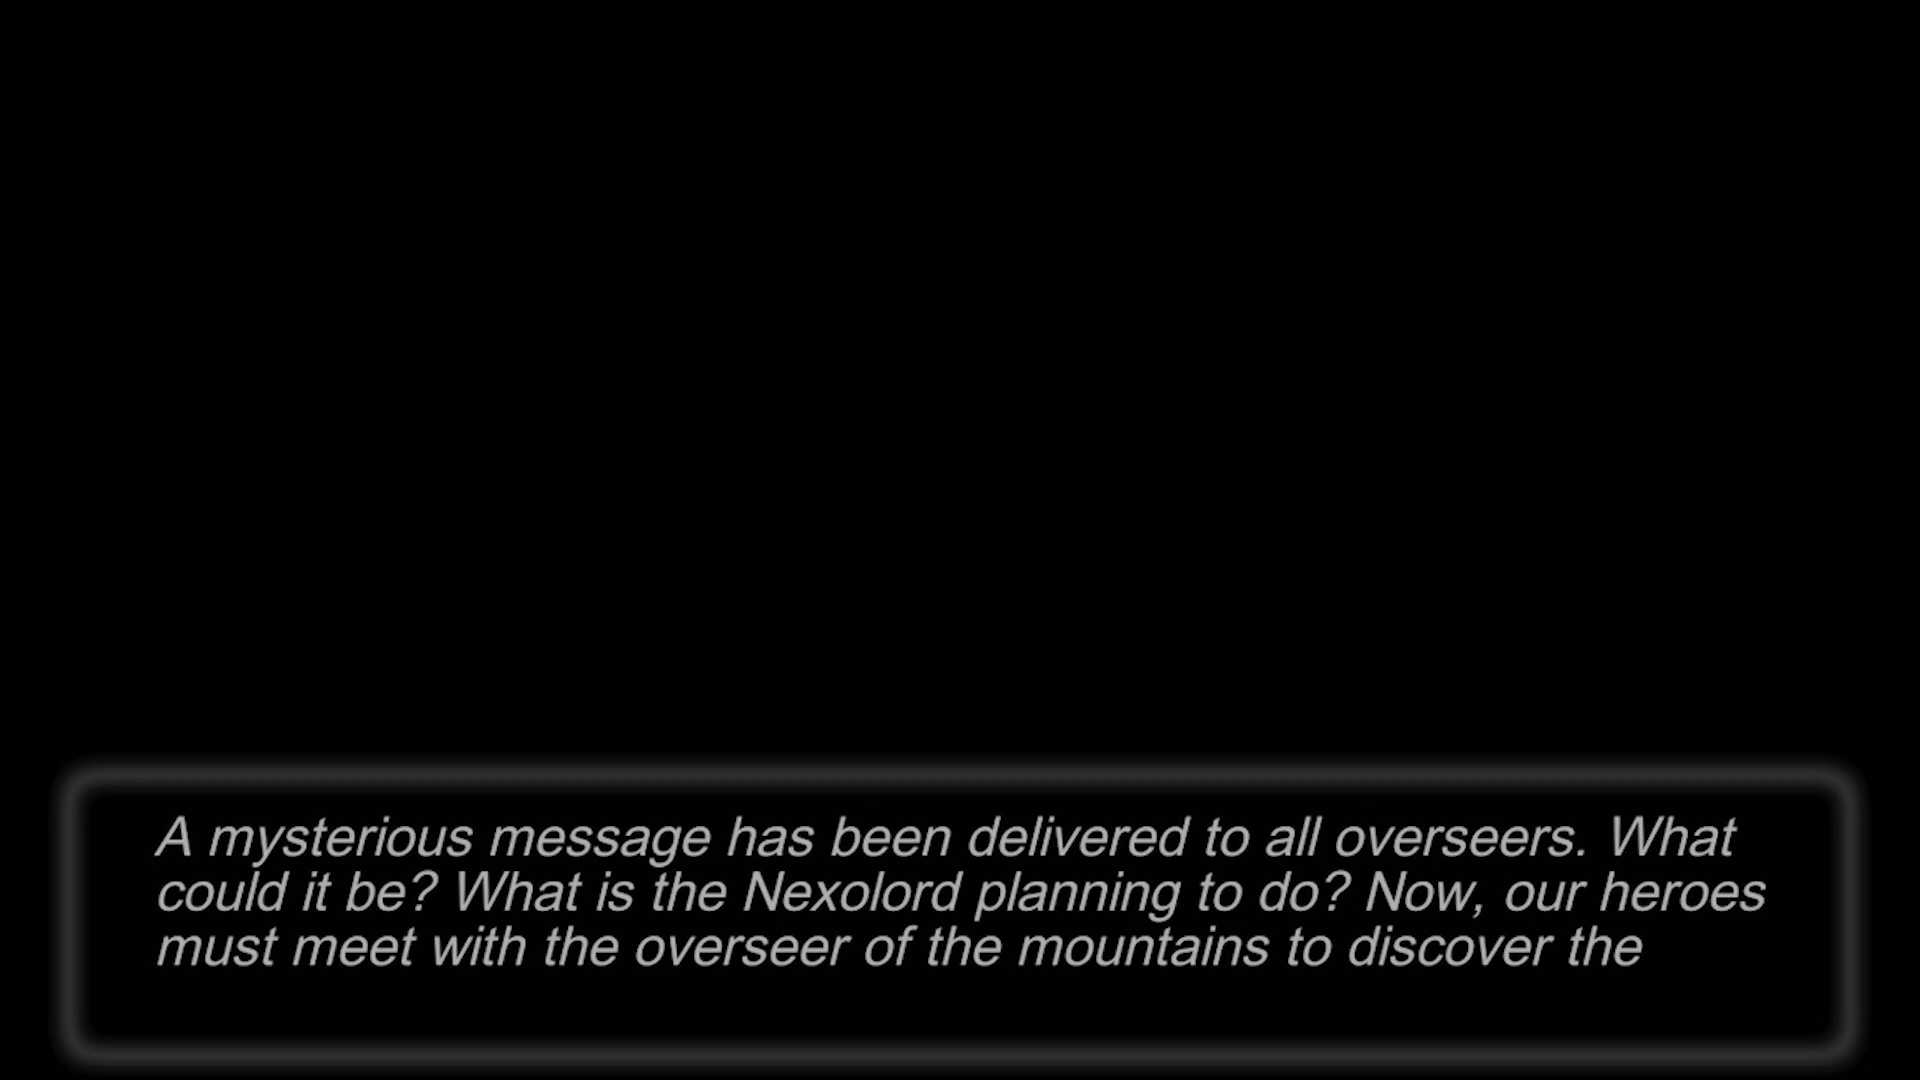 A mysterious message has been delivered to all overseers. What
could it be? What is the Nexolord planning to do? Now, our heroes
must meet with the overseer of the mountains to discover the